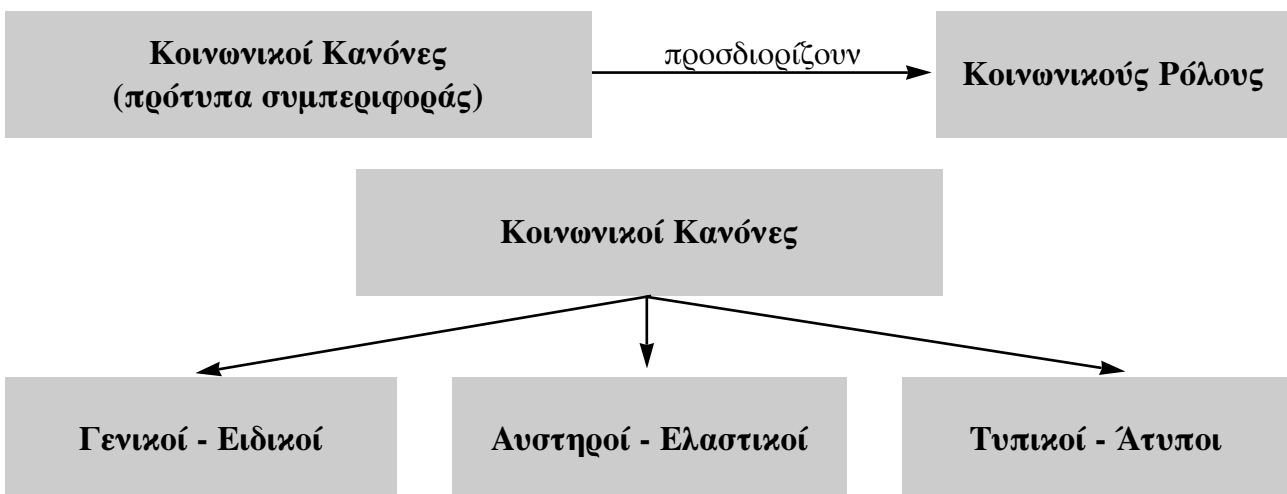 Κοινωνικοί Κανόνες
(πρότυπα συμπεριφοράς)
προσδιορίζουν
Κοινωνικούς Ρόλους
Κοινωνικοί Κανόνες
Γενικοί - Ειδικοί
Αυστηροί - Ελαστικοί
Τυπικοί - Άτυποι